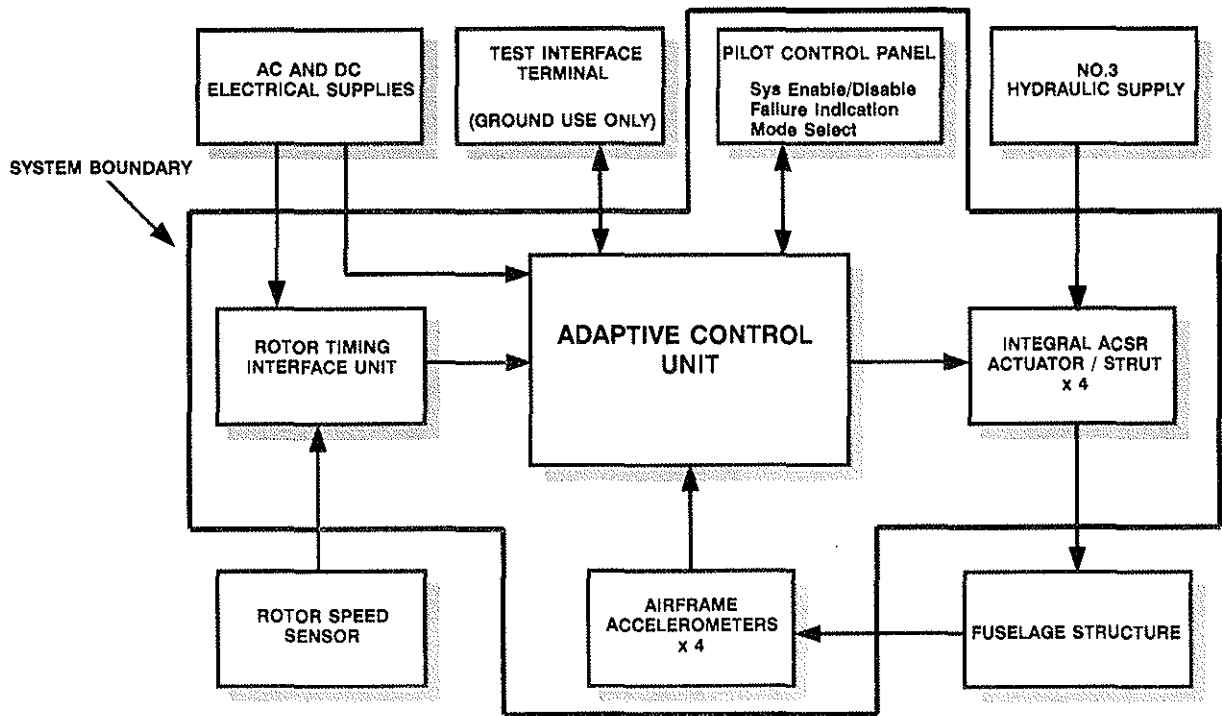 AC AND DC
ELECTRICAL SUPPLIES
TEST INTERFACE
TERMINAL
(GROUND USE ONLY)
PILOT CONTROL PANEL
Sys Enable/Disable
Failure Indication
Mode Select
NO.3
HYDRAULIC SUPPLY
SYSTEM BOUNDARY
ROTOR TIMING
INTERFACE UNIT
ADAPTIVE CONTROL
UNIT
INTEGRAL ACSR
ACTUATOR / STRUT
x 4
ROTOR SPEED
SENSOR
AIRFRAME
ACCELEROMETERS
x 4
FUSELAGE STRUCTURE